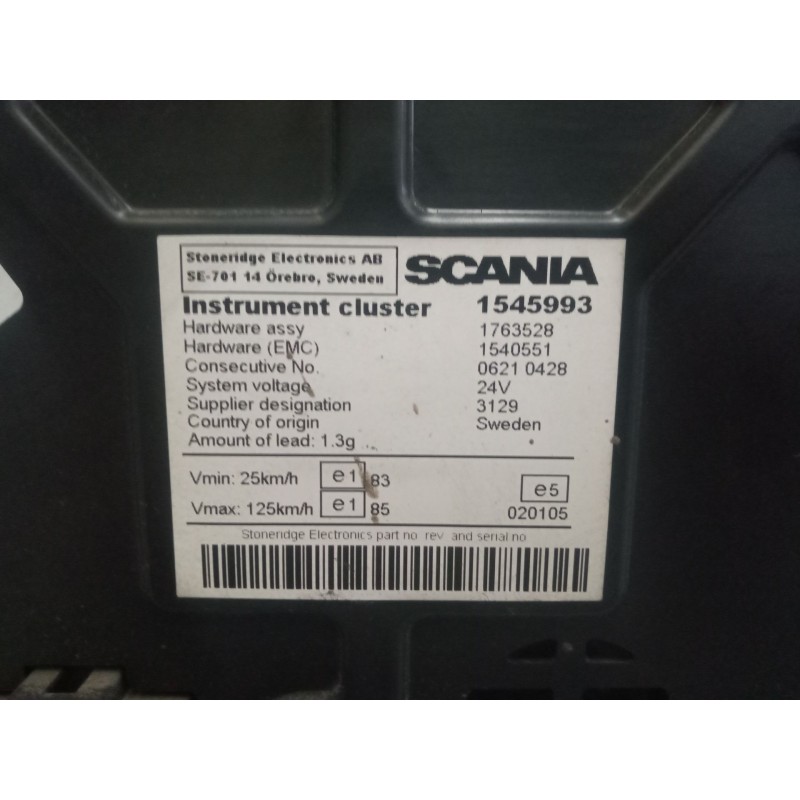 Stoneridge Electronics AB
SE-701 14 Örebro, Sweden
SCANIA
Instrument cluster 1545993
Hardware assy 1763528
Hardware (EMC) 1540551
Consecutive No. 0621 0428
System voltage 24V
Supplier designation 3129
Country of origin Sweden
Amount of lead: 1.3g
Vmin: 25km/h e1 83
e5
Vmax: 125km/h e1 85 020105
Stoneridge Electronics part no rev and serial no